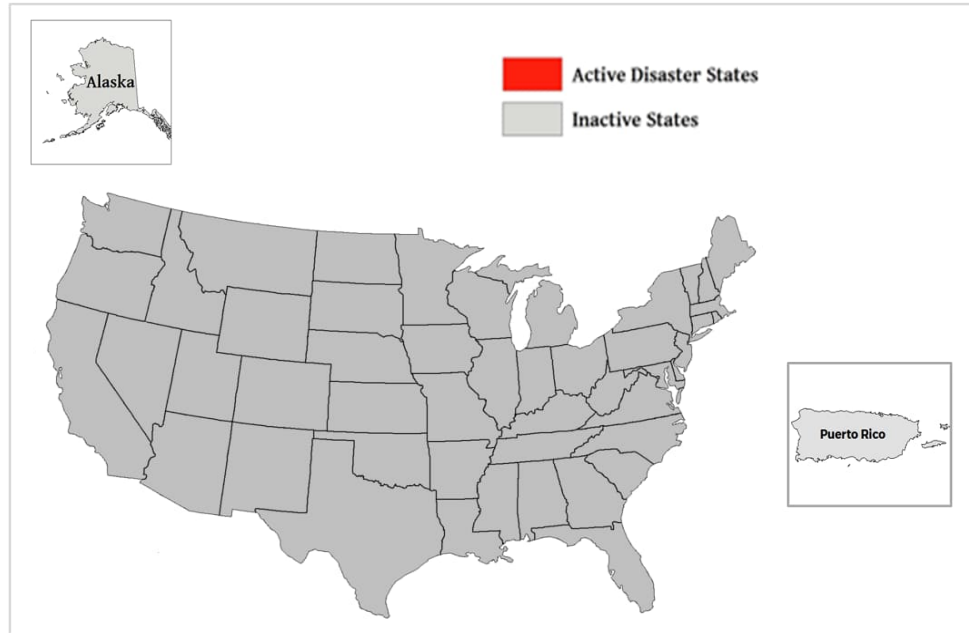 Alaska
Active Disaster States
Inactive States
Puerto Rico